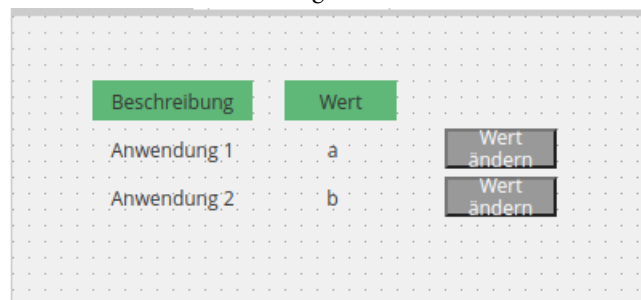 Beschreibung Wert
Anwendung 1 a Wert
ändern
Anwendung 2 b Wert
ändern